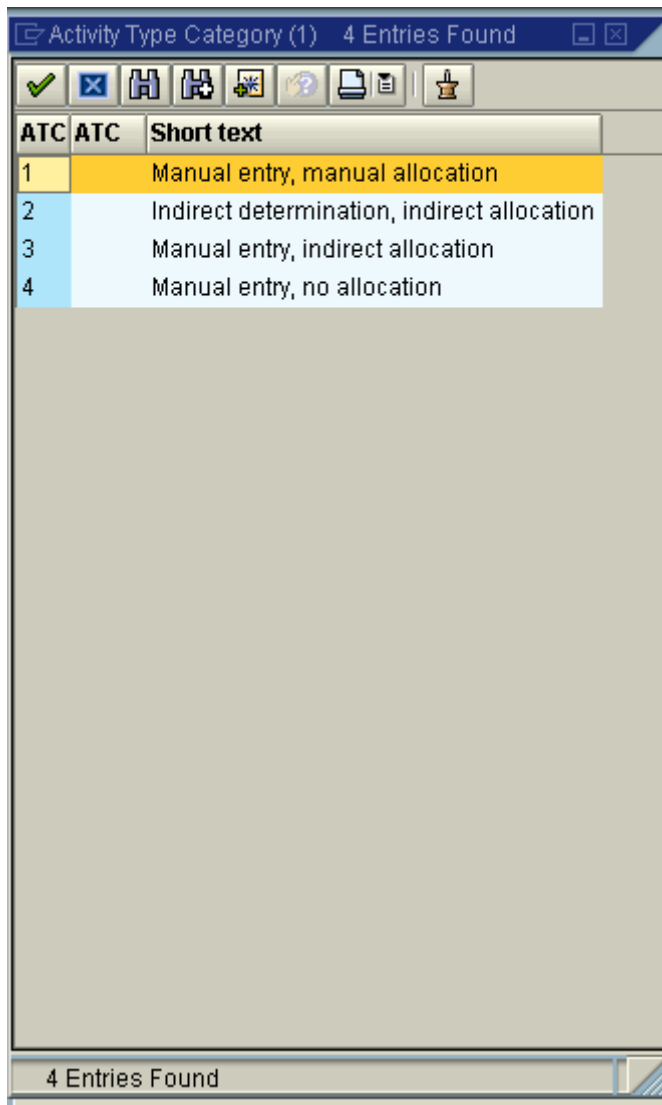 Activity Type Category (1) 4 Entries Found
ATC ATC Short text
1 Manual entry, manual allocation
2 Indirect determination, indirect allocation
3 Manual entry, indirect allocation
4 Manual entry, no allocation
4 Entries Found